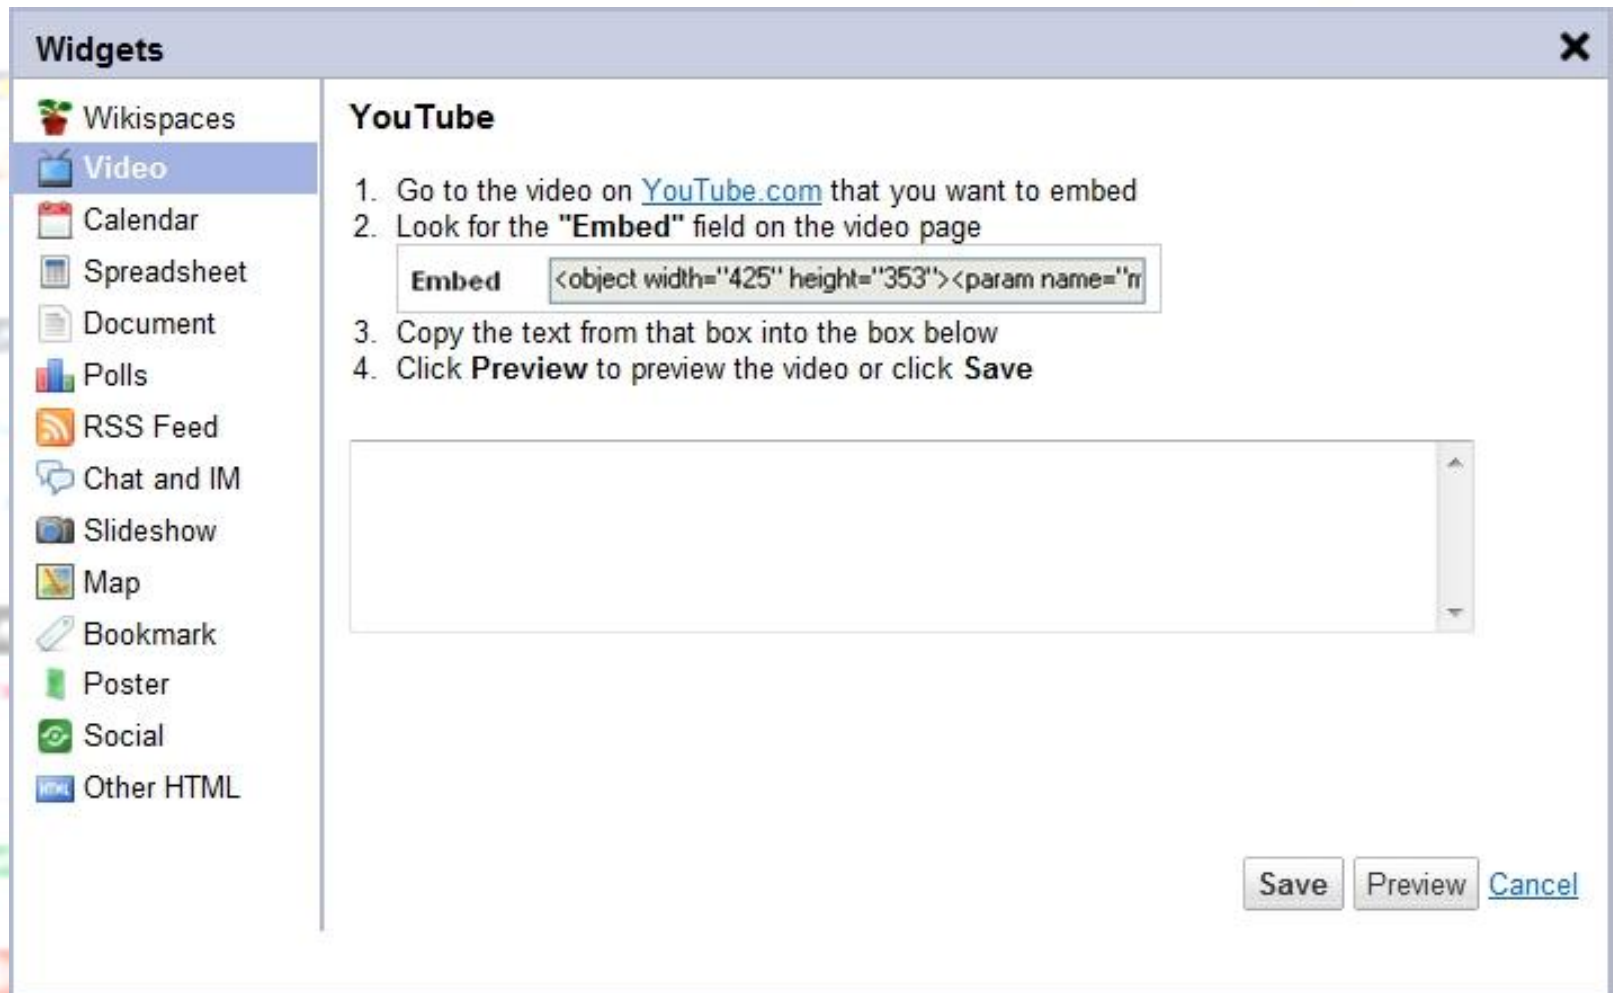 Widgets
Wikispaces
Video
Calendar
Spreadsheet
Document
Polls
RSS Feed
Chat and IM
Slideshow
Map
Bookmark
Poster
Social
HTML Other HTML
YouTube
1. Go to the video on YouTube.com that you want to embed
2. Look for the "Embed" field on the video page
Embed <object width="425" height="353"><param name="m
3. Copy the text from that box into the box below
4. Click Preview to preview the video or click Save
Save Preview Cancel